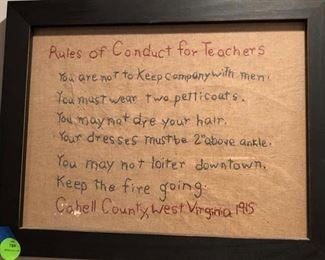 Rules of Conduct for Teachers
You are not to Keep company with men.
You must wear two petticoats.
You may not dye your hair.
Your dresses must be 2" above ankle.
You may not loiter downtown.
Keep the fire going.
Cabell County, West Virginia 1915